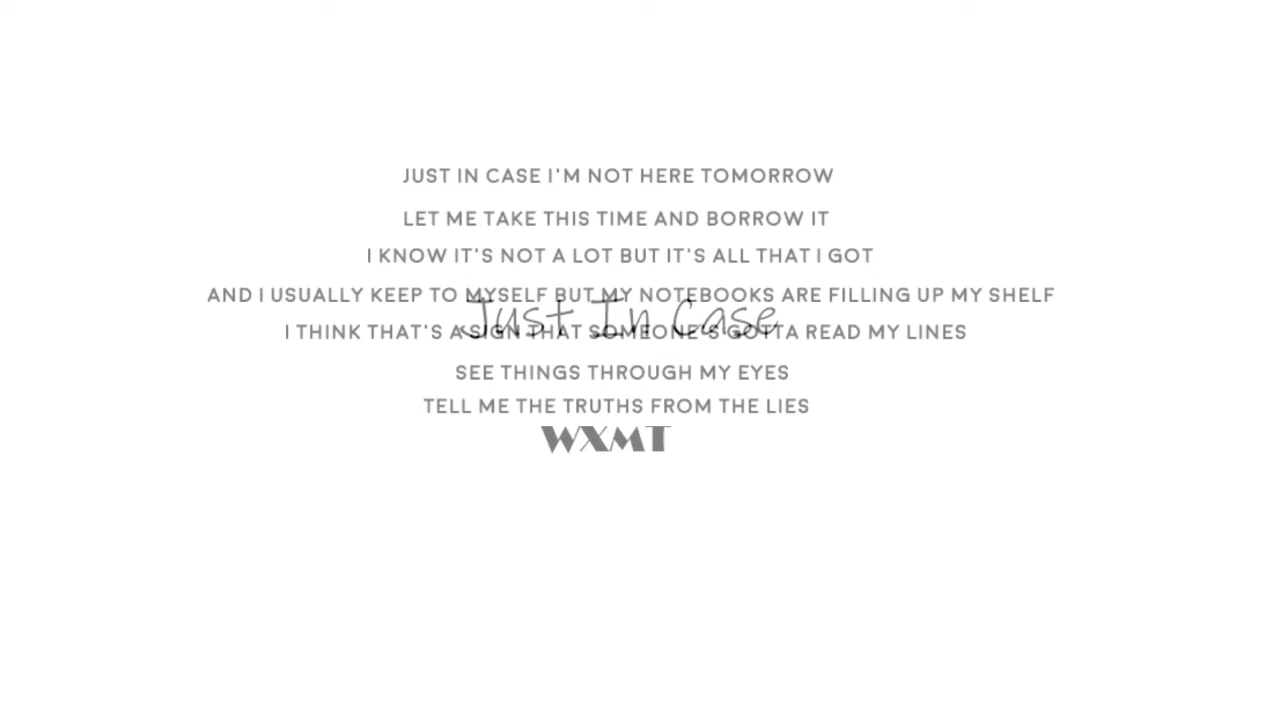 JUST IN CASE I'M NOT HERE TOMORROW
LET ME TAKE THIS TIME AND BORROW IT
I KNOW IT'S NOT A LOT BUT IT'S ALL THAT I GOT
AND I USUALLY KEEP TO MYSELF BUT MY NOTEBOOKS ARE FILLING UP MY SHELF
Just In Case
I THINK THAT'S A SIGN THAT SOMEONE'S GOTTA READ MY LINES
SEE THINGS THROUGH MY EYES
TELL ME THE TRUTHS FROM THE LIES
WXMT